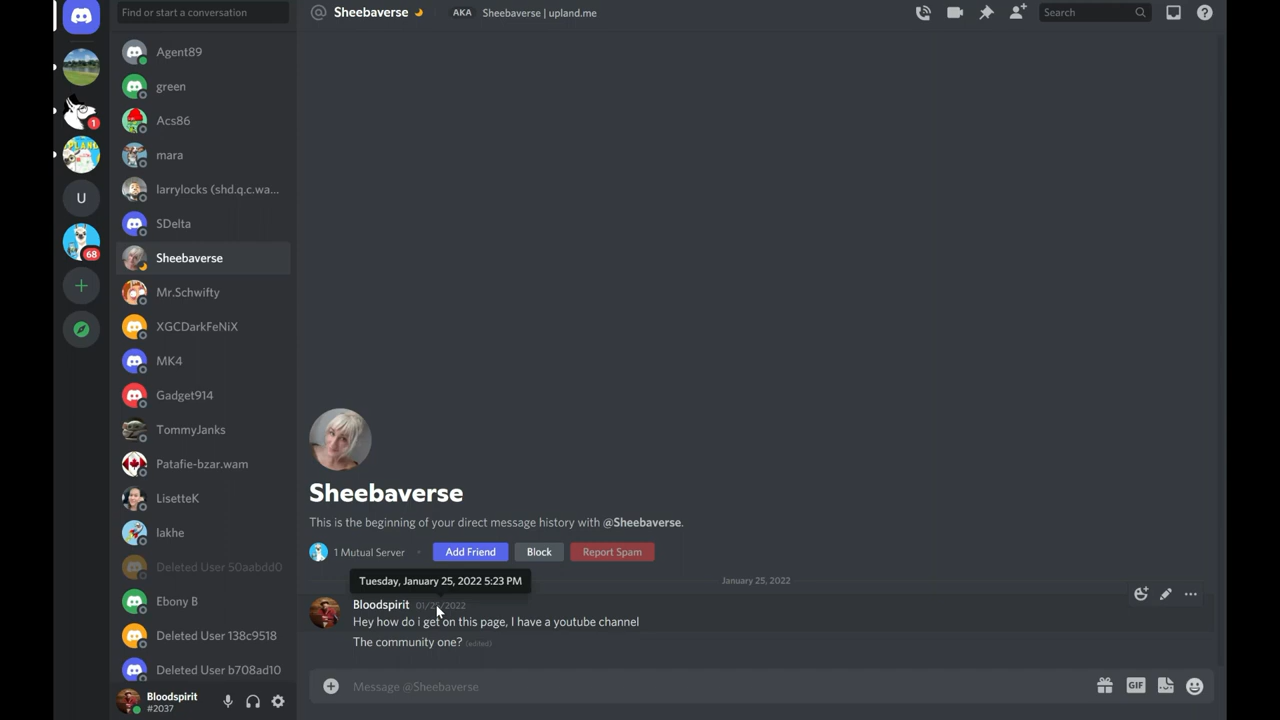 Find or start a conversation
Sheebaverse
AKA
Sheebaverse | upland.me
Search
1
U
68
Agent89
green
Acs86
mara
larrylocks (shd.q.c.wa...
SDelta
Sheebaverse
Mr.Schwifty
XGCDarkFeNiX
MK4
Gadget914
TommyJanks
Patafie-bzar.wam
LisetteK
lakhe
Deleted User 50aabdd0
Ebony B
Deleted User 138c9518
Deleted User b708ad10
Bloodspirit
#2037
Sheebaverse
This is the beginning of your direct message history with @Sheebaverse.
1 Mutual Server
Add Friend
Block
Report Spam
Tuesday, January 25, 2022 5:23 PM
January 25, 2022
Bloodspirit
Hey how do i get on this page, I have a youtube channel
The community one? (edited)
Message @Sheebaverse
GIF